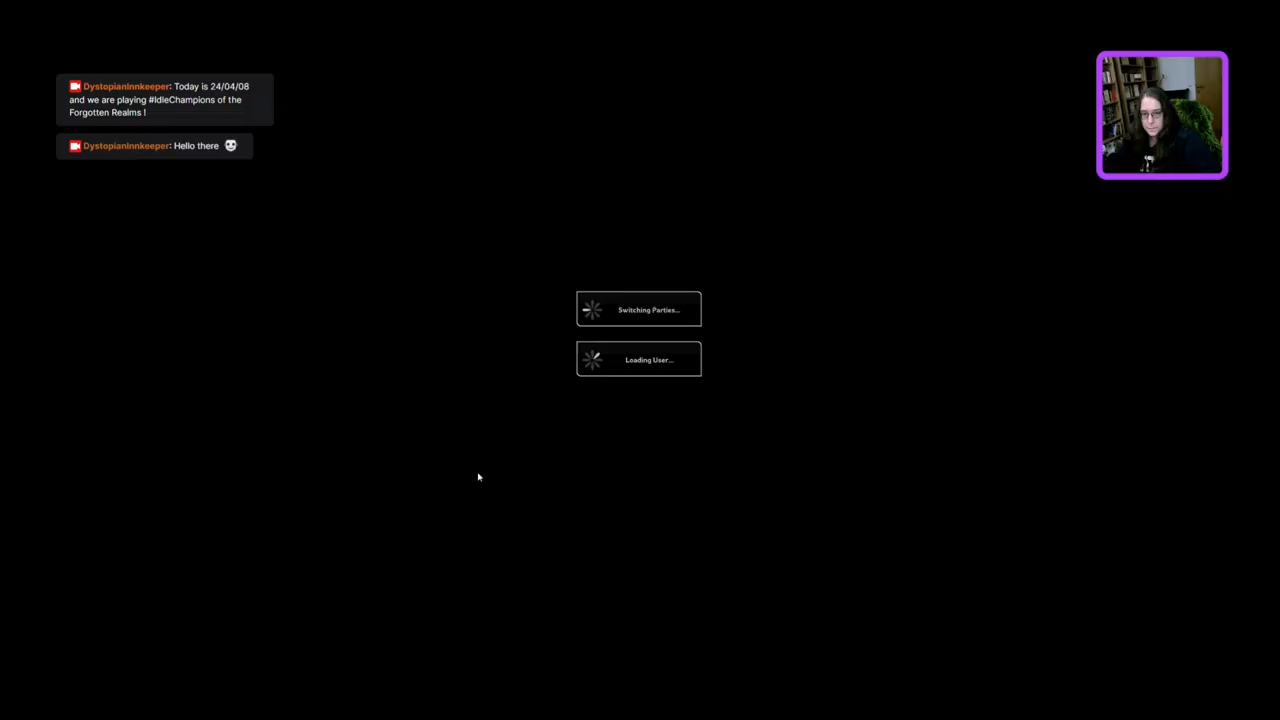 DystopianInnkeeper: Today is 24/04/08
and we are playing #IdleChampions of the
Forgotten Realms !
DystopianInnkeeper: Hello there
Switching Parties...
Loading User...